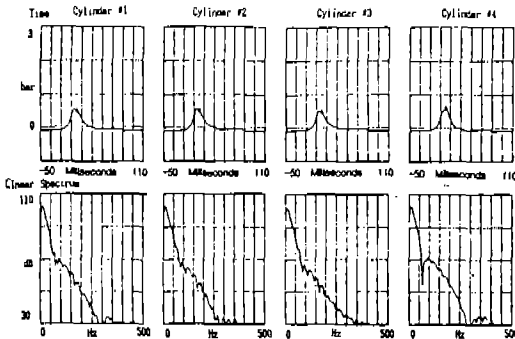 Time Cylinder #1 Cylinder #2 Cylinder #3 Cylinder #4
3
bar
0
-50 Milliseconds 110 -50 Milliseconds 110 -50 Milliseconds 110 -50 Milliseconds 110
Linear Spectrum
110
dB
30
0 Hz 500 0 Hz 500 0 Hz 500 0 Hz 500